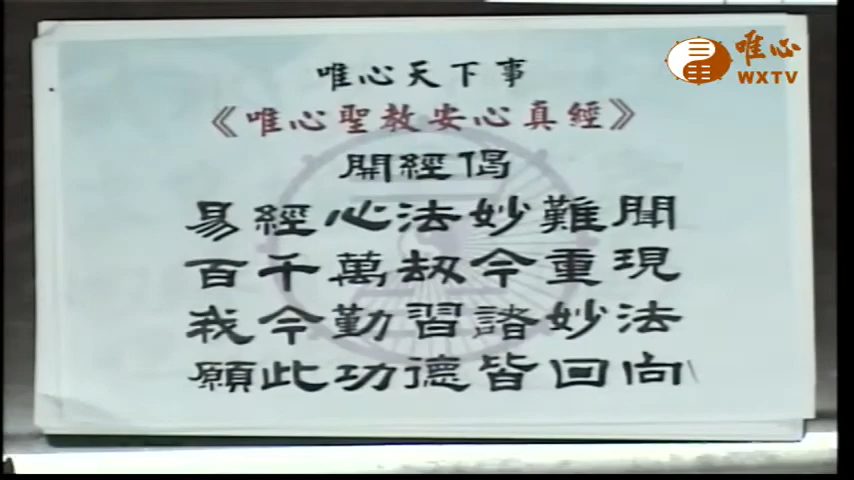 唯心天下事
《唯心聖教安心真經》
開經偈
易經心法妙難聞
百千萬劫今重現
我今勤習諮妙法
願此功德皆回向
唯心
WXTV